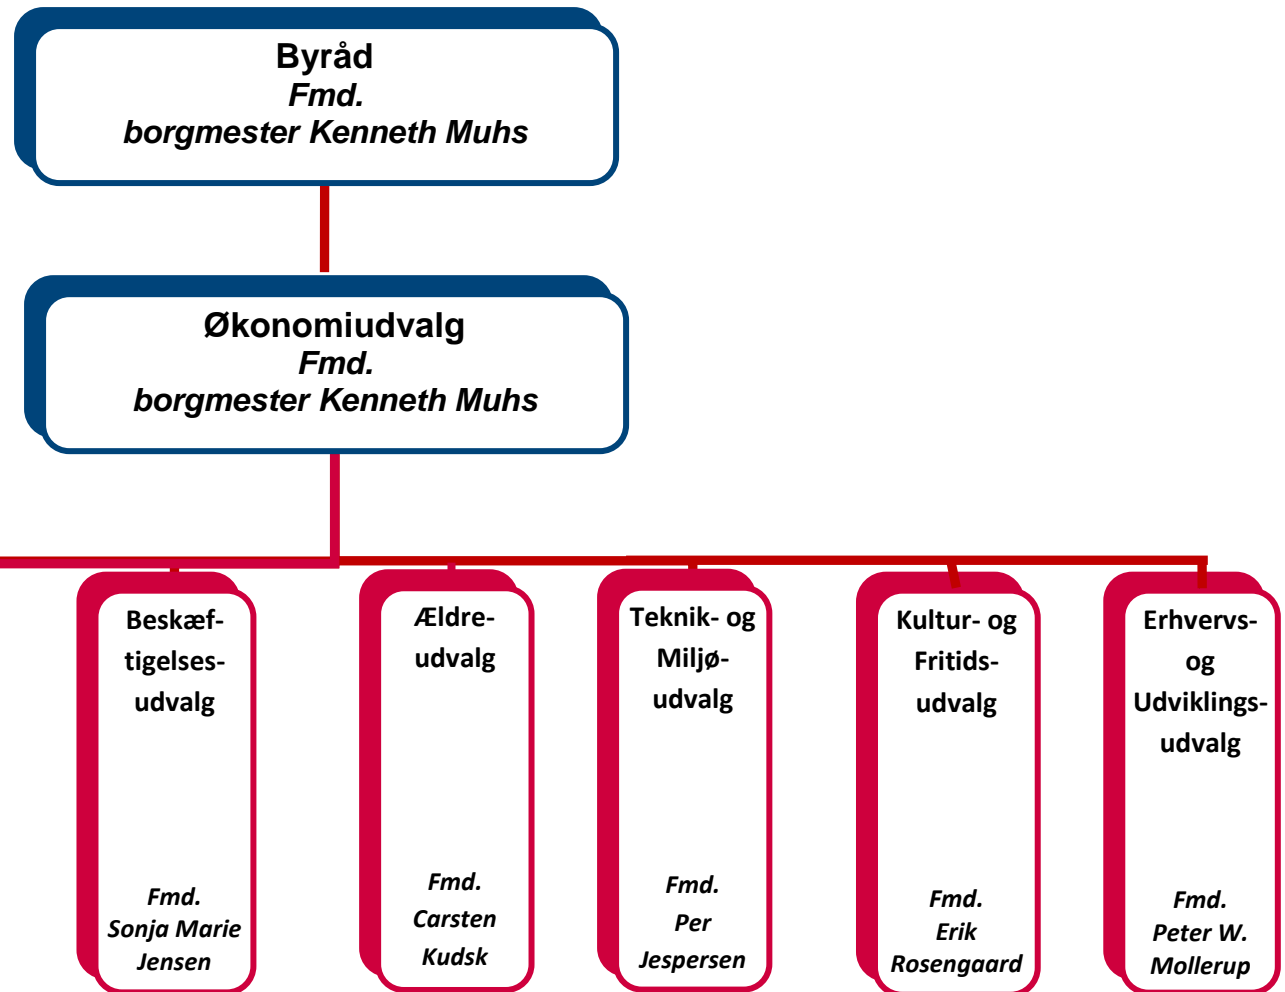 Byråd
Fmd.
borgmester Kenneth Muhs
Økonomiudvalg
Fmd.
borgmester Kenneth Muhs
Beskæf-
tigelses-
udvalg
Fmd.
Sonja Marie
Jensen
Ældre-
udvalg
Fmd.
Carsten
Kudsk
Teknik- og
Miljø-
udvalg
Fmd.
Per
Jespersen
Kultur- og
Fritids-
udvalg
Fmd.
Erik
Rosengaard
Erhvervs-
og
Udviklings-
udvalg
Fmd.
Peter W.
Mollerup